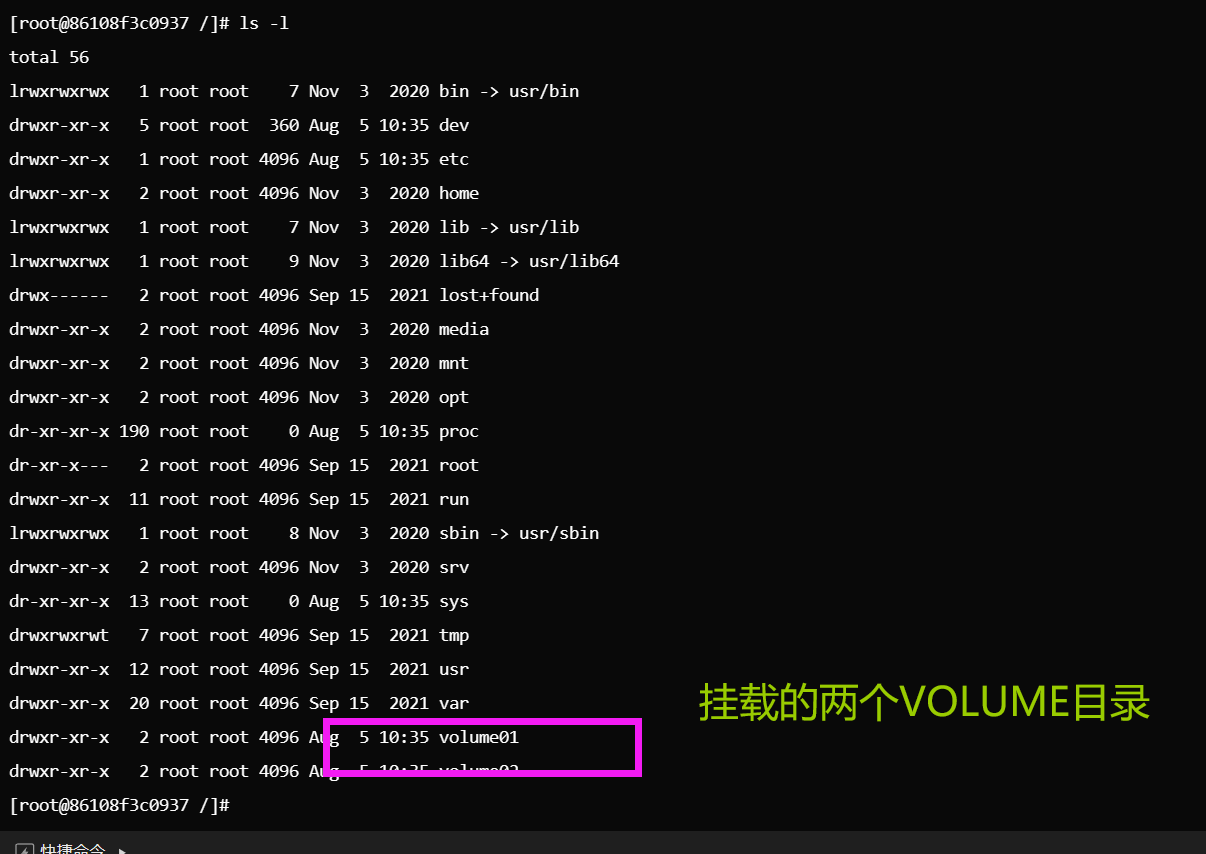 [root@86108f3c0937 /]# ls -l
total 56
lrwxrwxrwx   1 root root    7 Nov  3  2020 bin -> usr/bin
drwxr-xr-x   5 root root  360 Aug  5 10:35 dev
drwxr-xr-x   1 root root 4096 Aug  5 10:35 etc
drwxr-xr-x   2 root root 4096 Nov  3  2020 home
lrwxrwxrwx   1 root root    7 Nov  3  2020 lib -> usr/lib
lrwxrwxrwx   1 root root    9 Nov  3  2020 lib64 -> usr/lib64
drwx------   2 root root 4096 Sep 15  2021 lost+found
drwxr-xr-x   2 root root 4096 Nov  3  2020 media
drwxr-xr-x   2 root root 4096 Nov  3  2020 mnt
drwxr-xr-x   2 root root 4096 Nov  3  2020 opt
dr-xr-xr-x 190 root root    0 Aug  5 10:35 proc
dr-xr-x---   2 root root 4096 Sep 15  2021 root
drwxr-xr-x  11 root root 4096 Sep 15  2021 run
lrwxrwxrwx   1 root root    8 Nov  3  2020 sbin -> usr/sbin
drwxr-xr-x   2 root root 4096 Nov  3  2020 srv
dr-xr-xr-x  13 root root    0 Aug  5 10:35 sys
drwxrwxrwt   7 root root 4096 Sep 15  2021 tmp
drwxr-xr-x  12 root root 4096 Sep 15  2021 usr
drwxr-xr-x  20 root root 4096 Sep 15  2021 var
挂载的两个VOLUME目录
drwxr-xr-x   2 root root 4096 Aug  5 10:35 volume01
drwxr-xr-x   2 root root 4096 Aug  5 10:35 volume02
[root@86108f3c0937 /]#
快捷命令